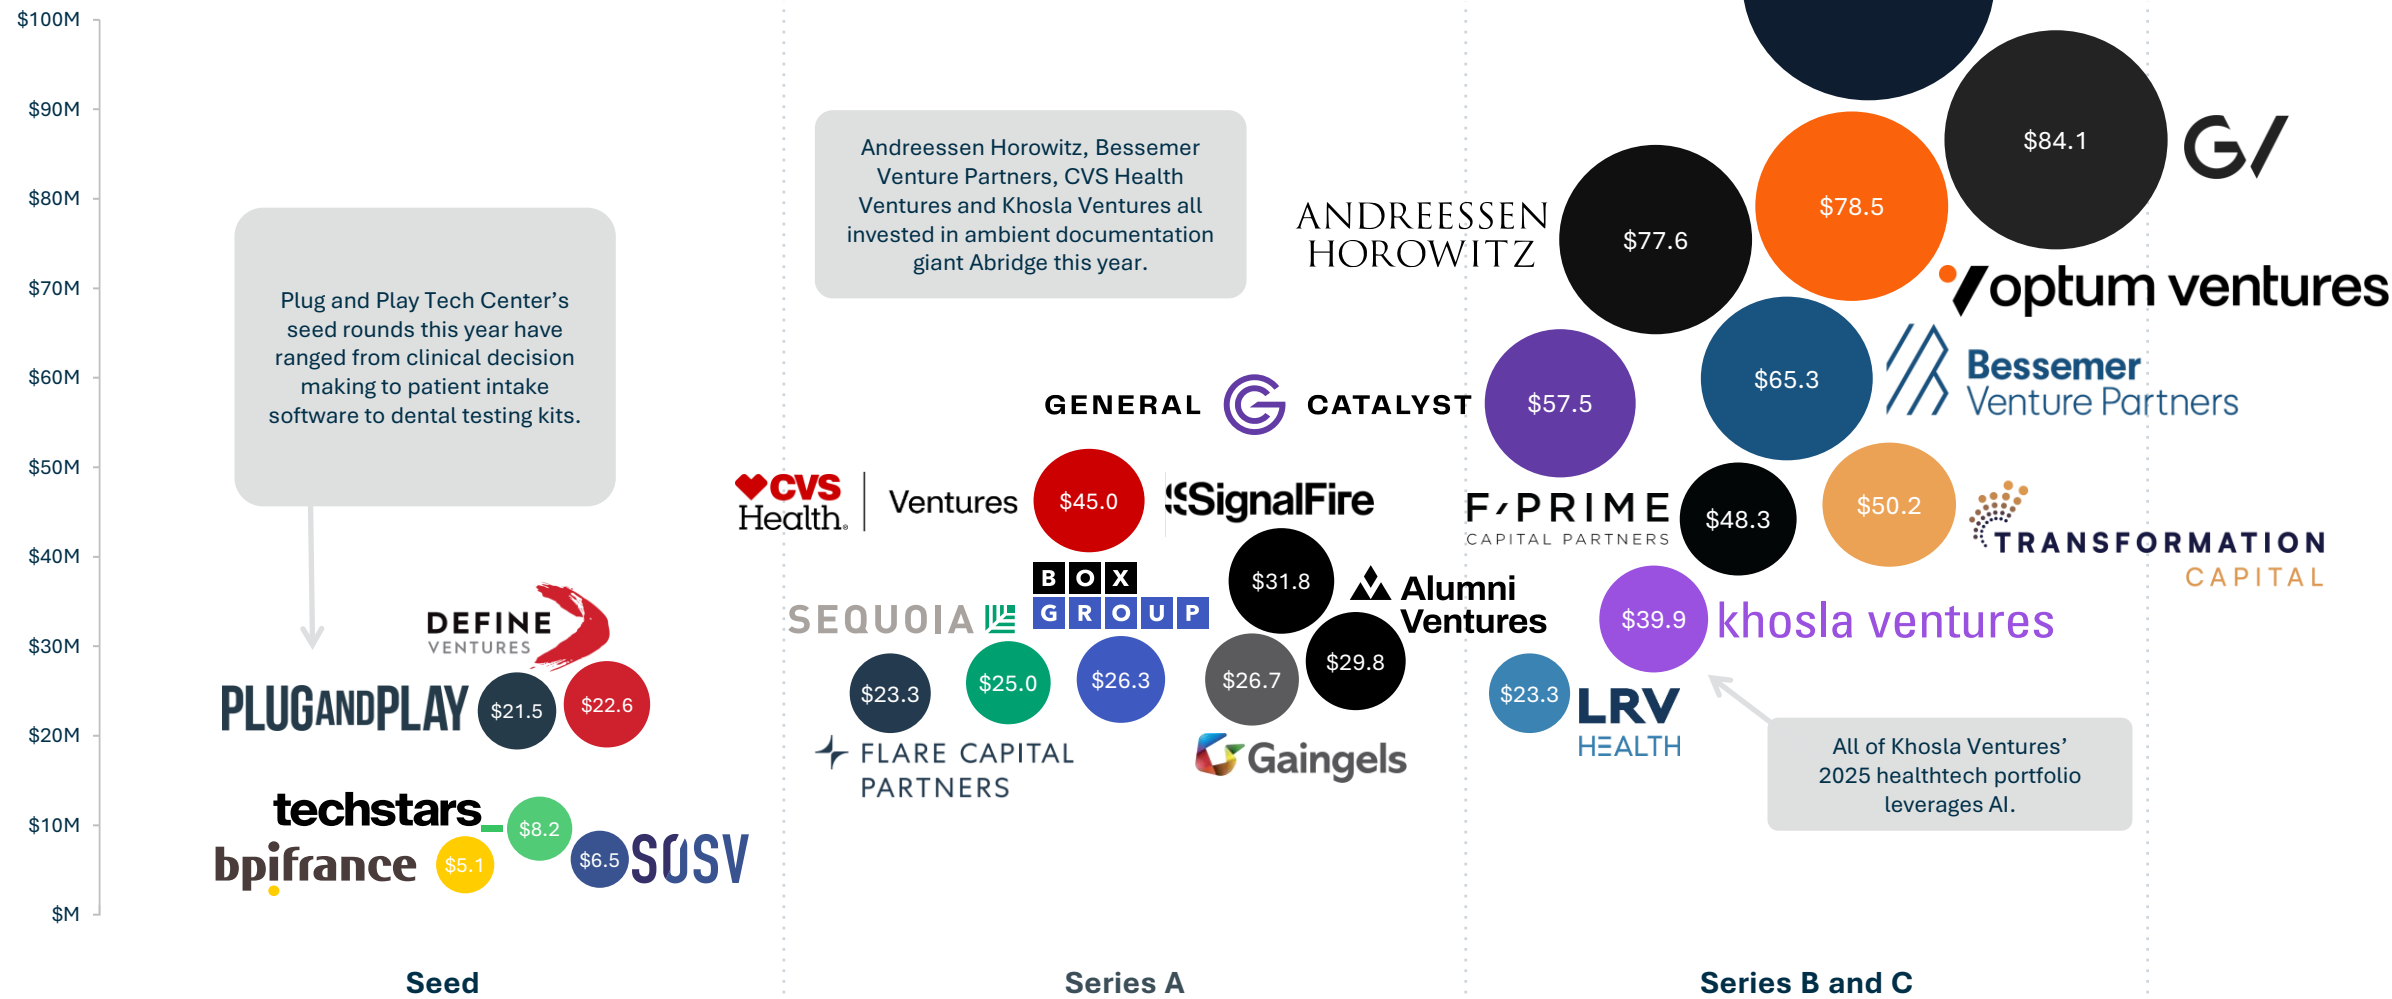 $100M
$90M
$80M
$70M
$60M
$50M
$40M
$30M
$20M
$10M
$M
Plug and Play Tech Center’s
seed rounds this year have
ranged from clinical decision
making to patient intake
software to dental testing kits.
DEFINE
VENTURES
PLUGANDPLAY
$21.5
$22.6
techstars_
$8.2
bpifrance
$5.1
$6.5
SOSV
Seed
Andreessen Horowitz, Bessemer
Venture Partners, CVS Health
Ventures and Khosla Ventures all
invested in ambient documentation
giant Abridge this year.
CVS
Health®
Ventures
$45.0
SignalFire
$31.8
BOX
GROUP
$26.3
SEQUOIA
$25.0
$23.3
FLARE CAPITAL
PARTNERS
$26.7
Gaingels
$29.8
Alumni
Ventures
Series A
ANDREESSEN
HOROWITZ
$77.6
$78.5
optum ventures
$84.1
GV
GENERAL CATALYST
$57.5
$65.3
Bessemer
Venture Partners
F-PRIME
CAPITAL PARTNERS
$48.3
$50.2
TRANSFORMATION
CAPITAL
$39.9
khosla ventures
$23.3
LRV
HEALTH
All of Khosla Ventures’
2025 healthtech portfolio
leverages AI.
Series B and C